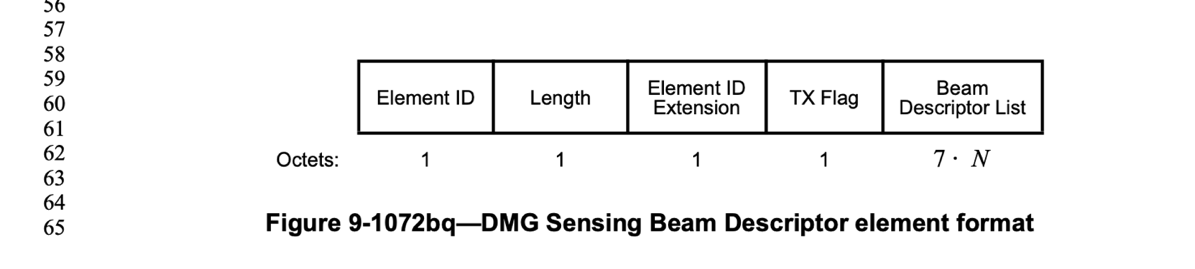 56
57
58
59
60
61
62
63
64
65
Element ID
Length
Element ID
Extension
TX Flag
Beam
Descriptor List
Octets:
1
1
1
1
7 · N
Figure 9-1072bq—DMG Sensing Beam Descriptor element format